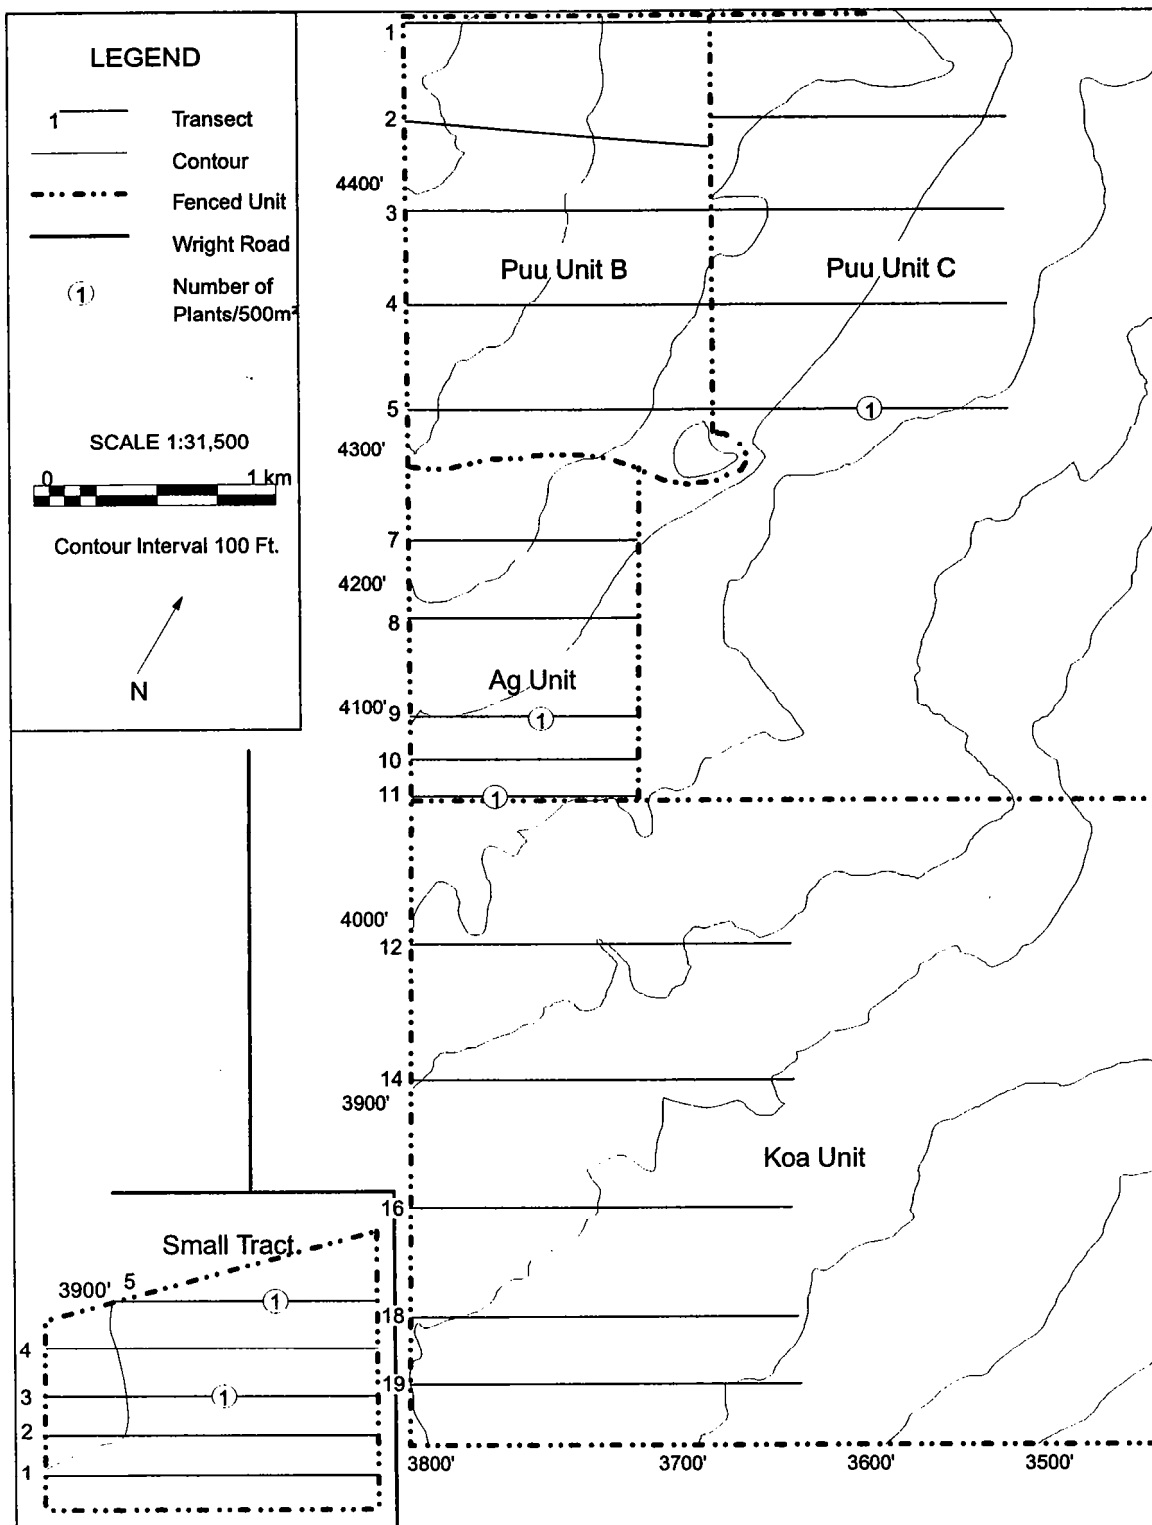 LEGEND
1 Transect
Contour
Fenced Unit
Wright Road
1 Number of
Plants/500m²
SCALE 1:31,500
0 1 km
Contour Interval 100 Ft.
N
1
2
4400'
3
Puu Unit B
Puu Unit C
4
5
1
4300'
7
4200'
8
Ag Unit
4100' 9
1
10
11
1
4000'
12
14
3900'
Koa Unit
16
Small Tract
3900' 5
1
18
4
3
1
19
2
1
3800' 3700' 3600' 3500'